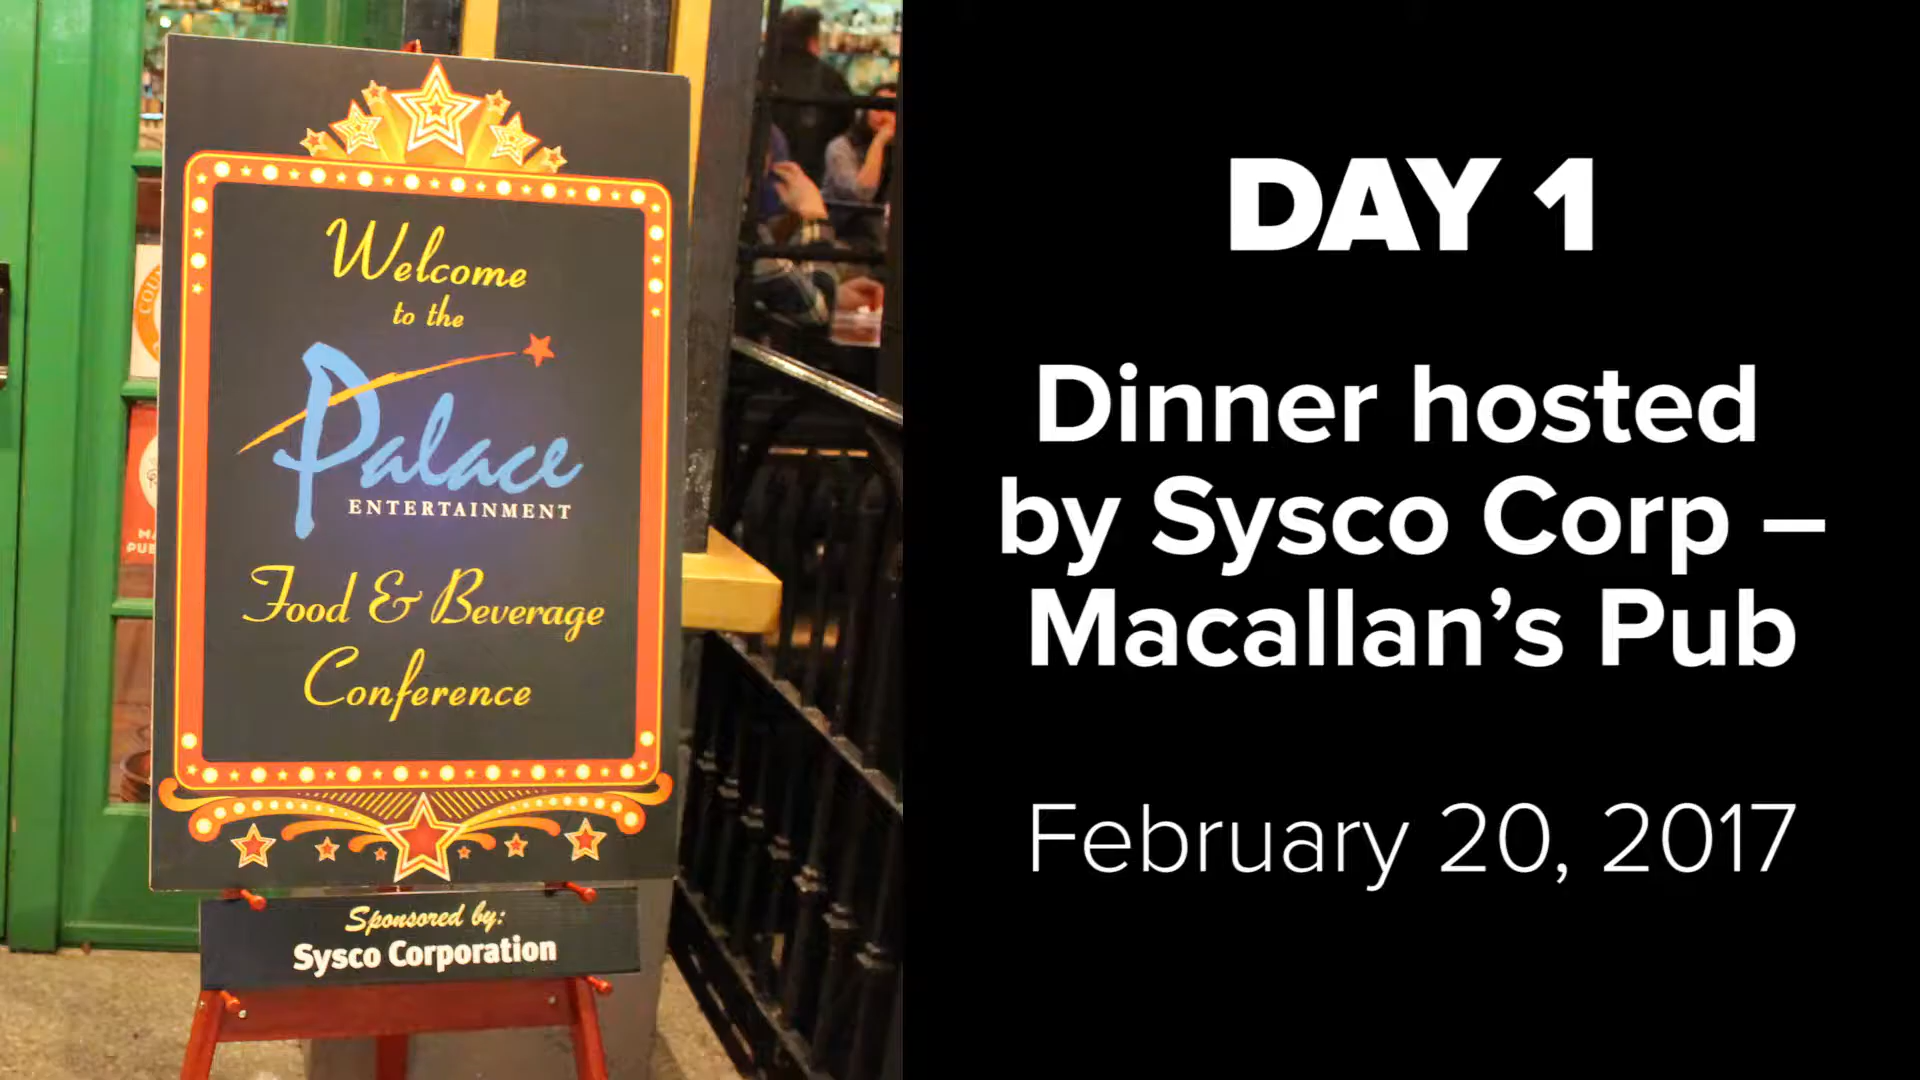 Welcome
to the
Palace
ENTERTAINMENT
Food & Beverage
Conference
Sponsored by:
Sysco Corporation
DAY 1
Dinner hosted
by Sysco Corp –
Macallan’s Pub
February 20, 2017